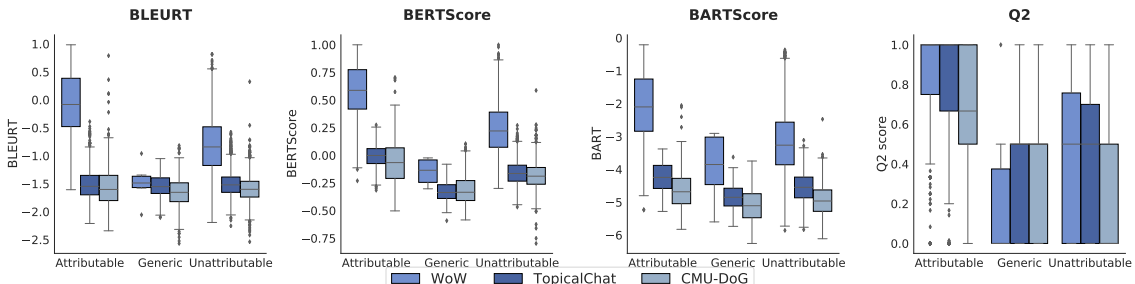 BLEURT
BERTScore
BARTScore
Q2
BLEURT
1.0
0.5
0.0
−0.5
−1.0
−1.5
−2.0
−2.5
Attributable Generic Unattributable
BERTScore
1.00
0.75
0.50
0.25
0.00
−0.25
−0.50
−0.75
Attributable Generic Unattributable
BART
0
−1
−2
−3
−4
−5
−6
Attributable Generic Unattributable
Q2 score
1.0
0.8
0.6
0.4
0.2
0.0
Attributable Generic Unattributable
WoW TopicalChat CMU-DoG